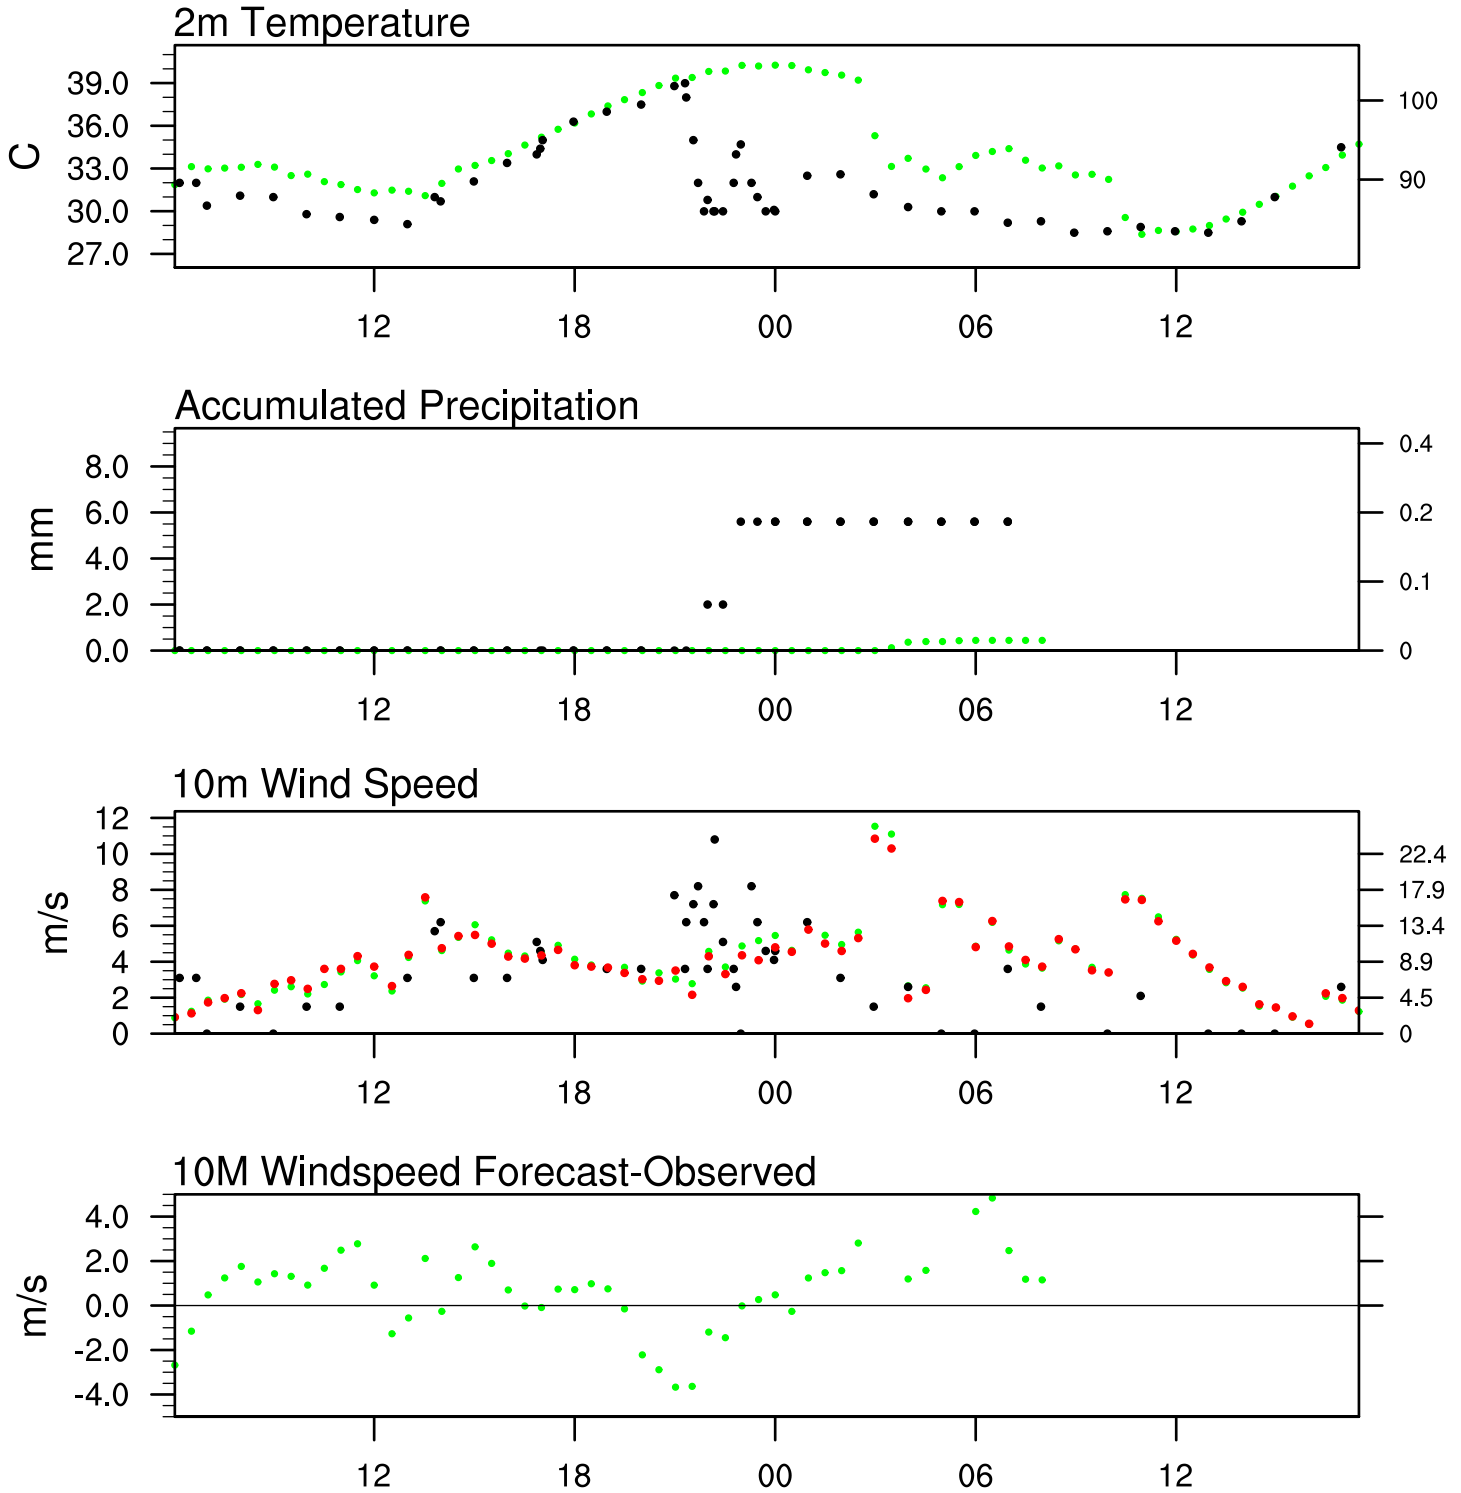 2m Temperature
39.0
36.0
33.0
30.0
27.0
C
100
90
12 18 00 06 12
Accumulated Precipitation
8.0
6.0
4.0
2.0
0.0
mm
0.4
0.2
0.1
0
12 18 00 06 12
10m Wind Speed
12
10
8
6
4
2
0
m/s
22.4
17.9
13.4
8.9
4.5
0
12 18 00 06 12
10M Windspeed Forecast-Observed
4.0
2.0
0.0
-2.0
-4.0
m/s
12 18 00 06 12